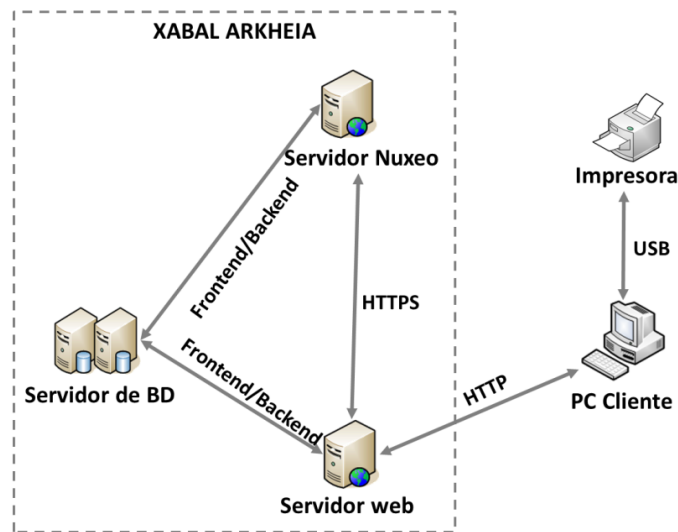 XABAL ARKHEIA
Servidor Nuxeo
Impresora
Frontend/Backend
USB
HTTPS
Servidor de BD
Frontend/Backend
HTTP
PC Cliente
Servidor web